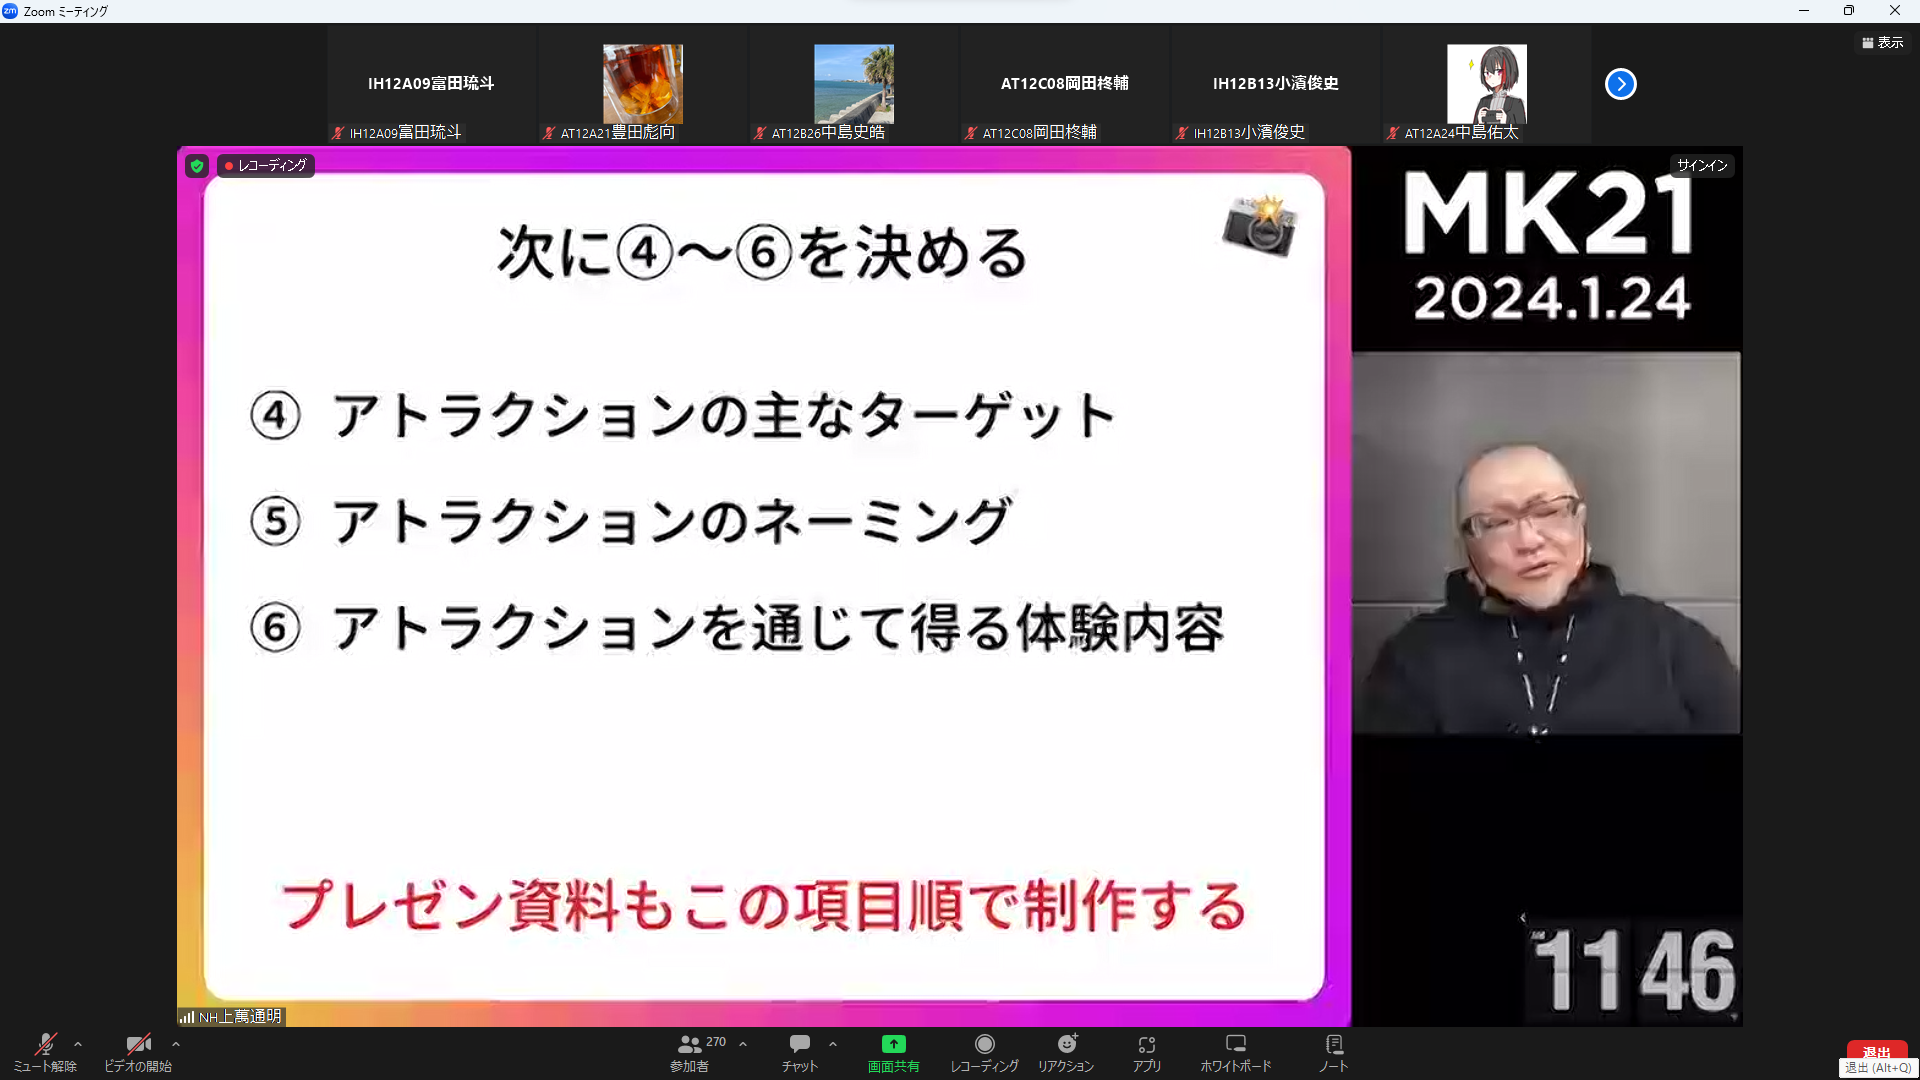 Zoom ミーティング
表示
IH12A09富田琉斗
AT12C08岡田柊輔
IH12B13小濱俊史
IH12A09富田琉斗
AT12A21豊田彪向
AT12B26中島史皓
AT12C08岡田柊輔
IH12B13小濱俊史
AT12A24中島佑太
レコーディング
サインイン
MK21
2024.1.24
次に④〜⑥を決める
④ アトラクションの主なターゲット
⑤ アトラクションのネーミング
⑥ アトラクションを通じて得る体験内容
プレゼン資料もこの項目順で制作する
11 46
NH上萬通明
ミュート解除
ビデオの開始
270
参加者
チャット
画面共有
レコーディング
リアクション
アプリ
ホワイトボード
ノート
退出
退出 (Alt+Q)